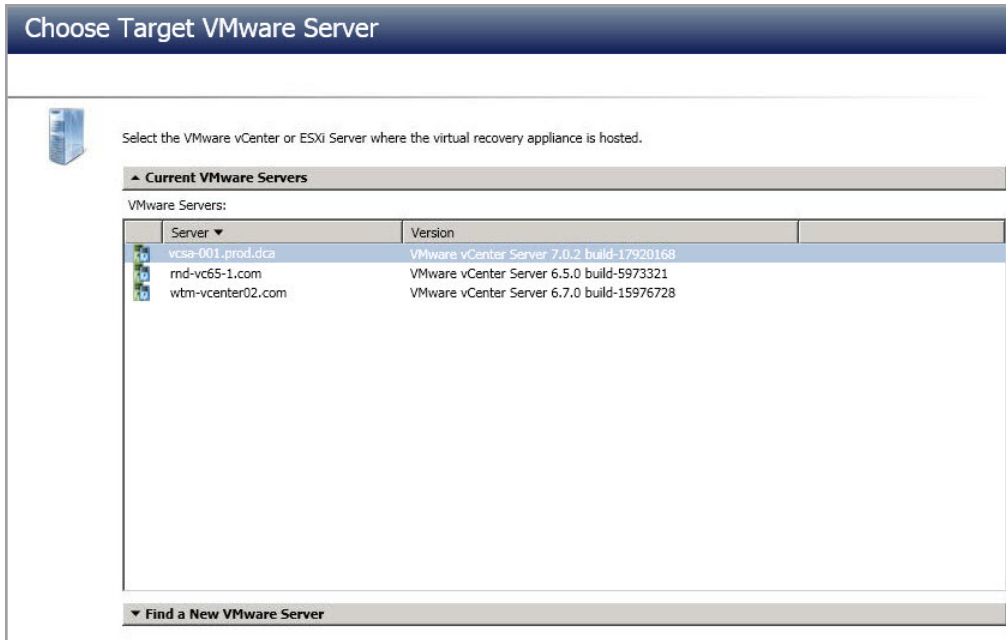 Choose Target VMware Server
Select the VMware vCenter or ESXi Server where the virtual recovery appliance is hosted.
Current VMware Servers
VMware Servers:
Server Version
vcsa-001.prod.dca VMware vCenter Server 7.0.2 build-17920168
rnd-vc65-1.com VMware vCenter Server 6.5.0 build-5973321
wtm-vcenter02.com VMware vCenter Server 6.7.0 build-15976728
Find a New VMware Server